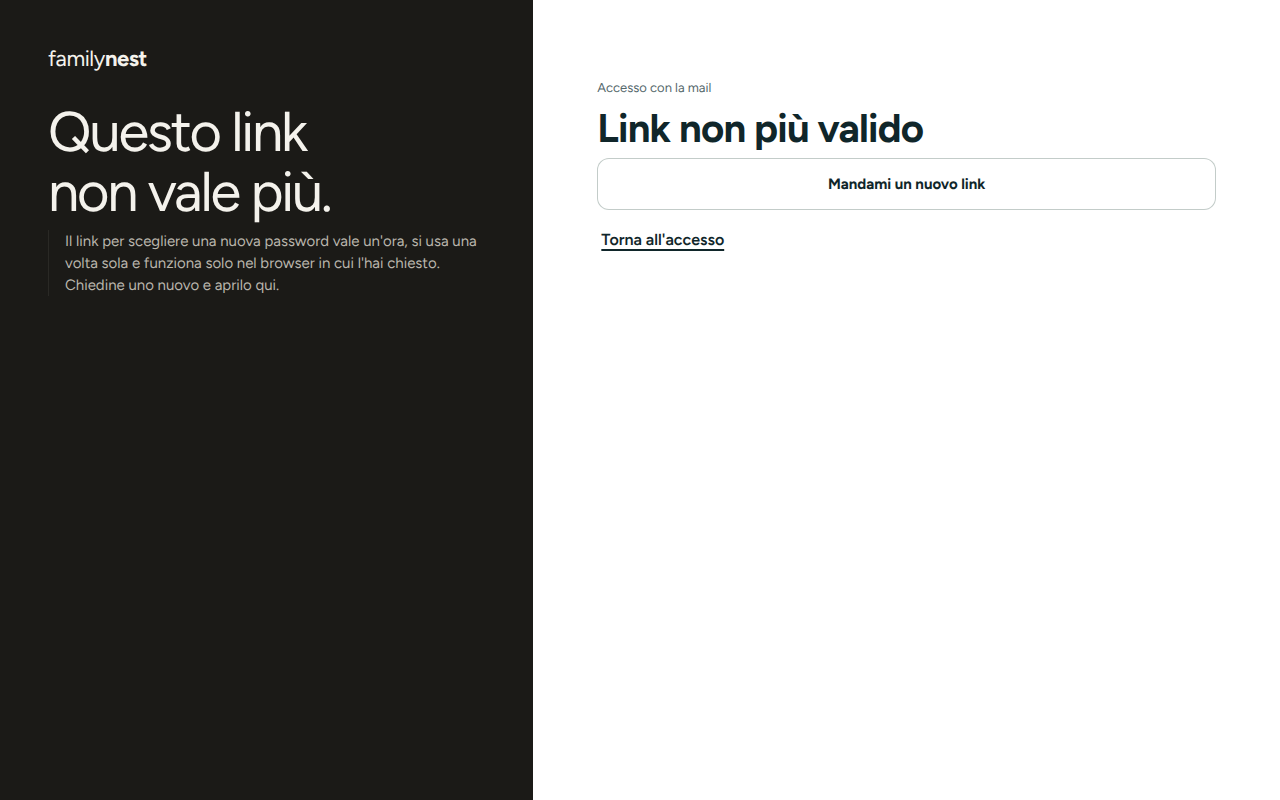 familynest
Questo link
non vale più.
Il link per scegliere una nuova password vale un'ora, si usa una
volta sola e funziona solo nel browser in cui l'hai chiesto.
Chiedine uno nuovo e aprilo qui.
Accesso con la mail
Link non più valido
Mandami un nuovo link
Torna all'accesso